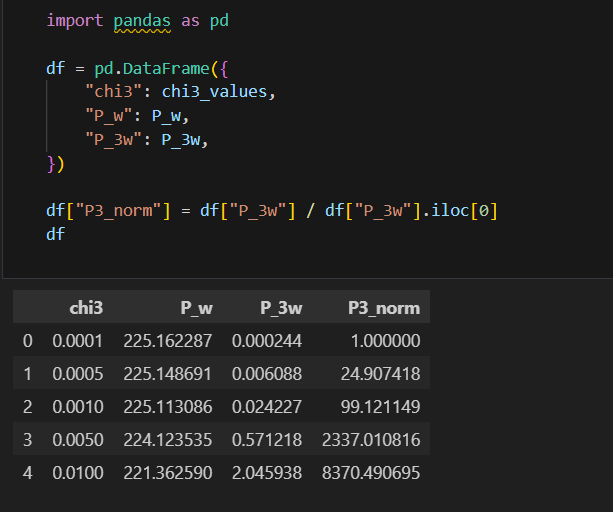 import pandas as pd
df = pd.DataFrame({
"chi3": chi3_values,
"P_w": P_w,
"P_3w": P_3w,
})
df["P3_norm"] = df["P_3w"] / df["P_3w"].iloc[0]
df
chi3 P_w P_3w P3_norm
0 0.0001 225.162287 0.000244 1.000000
1 0.0005 225.148691 0.006088 24.907418
2 0.0010 225.113086 0.024227 99.121149
3 0.0050 224.123535 0.571218 2337.010816
4 0.0100 221.362590 2.045938 8370.490695